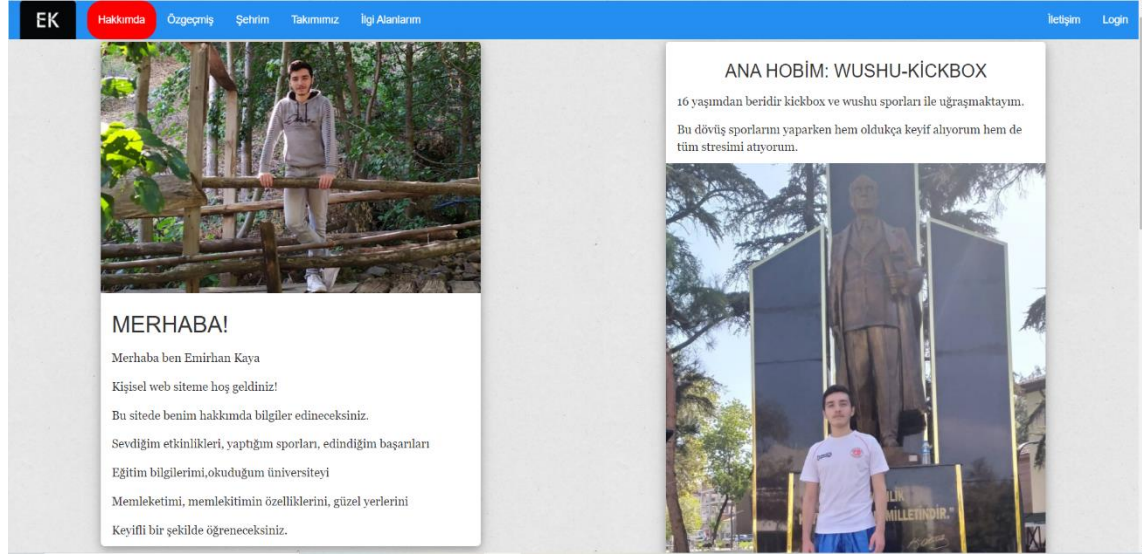 EK
Hakkımda
Özgeçmiş
Şehrim
Takımımız
İlgi Alanlarım
İletişim
Login
MERHABA!
Merhaba ben Emirhan Kaya
Kişisel web siteme hoş geldiniz!
Bu sitede benim hakkımda bilgiler edineceksiniz.
Sevdiğim etkinlikleri, yaptığım sporları, edindiğim başarıları
Eğitim bilgilerimi,okuduğum üniversiteyi
Memleketimi, memlekitimin özelliklerini, güzel yerlerini
Keyifli bir şekilde öğreneceksiniz.
ANA HOBİM: WUSHU-KİCKBOX
16 yaşımdan beridir kickbox ve wushu sporları ile uğraşmaktayım.
Bu dövüş sporlarını yaparken hem oldukça keyif alıyorum hem de
tüm stresimi atıyorum.
MİLLETİNDİR."